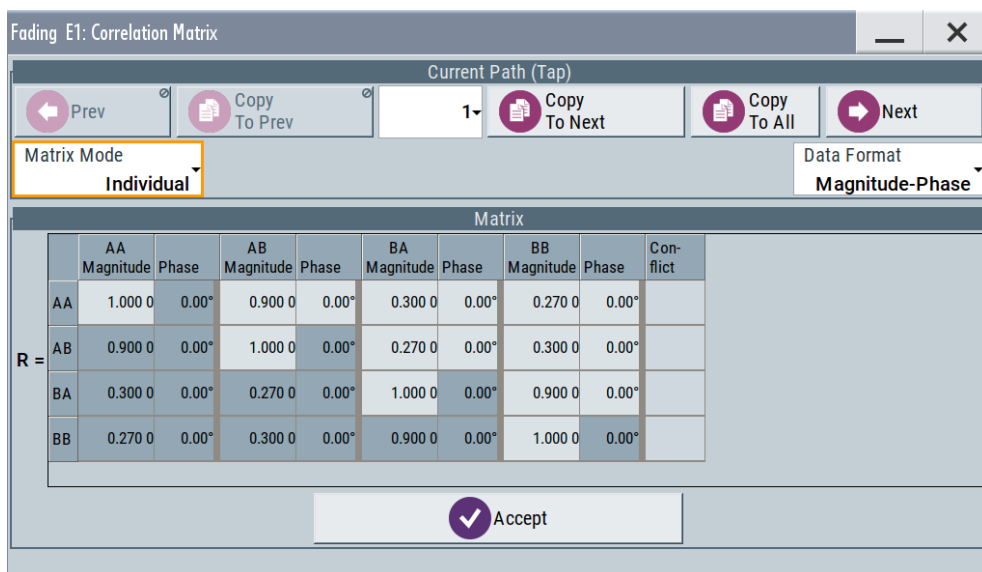 Fading E1: Correlation Matrix
Current Path (Tap)
Prev
Copy
To Prev
1
Copy
To Next
Copy
To All
Next
Matrix Mode
Individual
Data Format
Magnitude-Phase
Matrix
AA
Magnitude Phase
AB
Magnitude Phase
BA
Magnitude Phase
BB
Magnitude Phase
Con-
flict
R =
AA 1.000 0 0.00° 0.900 0 0.00° 0.300 0 0.00° 0.270 0 0.00°
AB 0.900 0 0.00° 1.000 0 0.00° 0.270 0 0.00° 0.300 0 0.00°
BA 0.300 0 0.00° 0.270 0 0.00° 1.000 0 0.00° 0.900 0 0.00°
BB 0.270 0 0.00° 0.300 0 0.00° 0.900 0 0.00° 1.000 0 0.00°
Accept